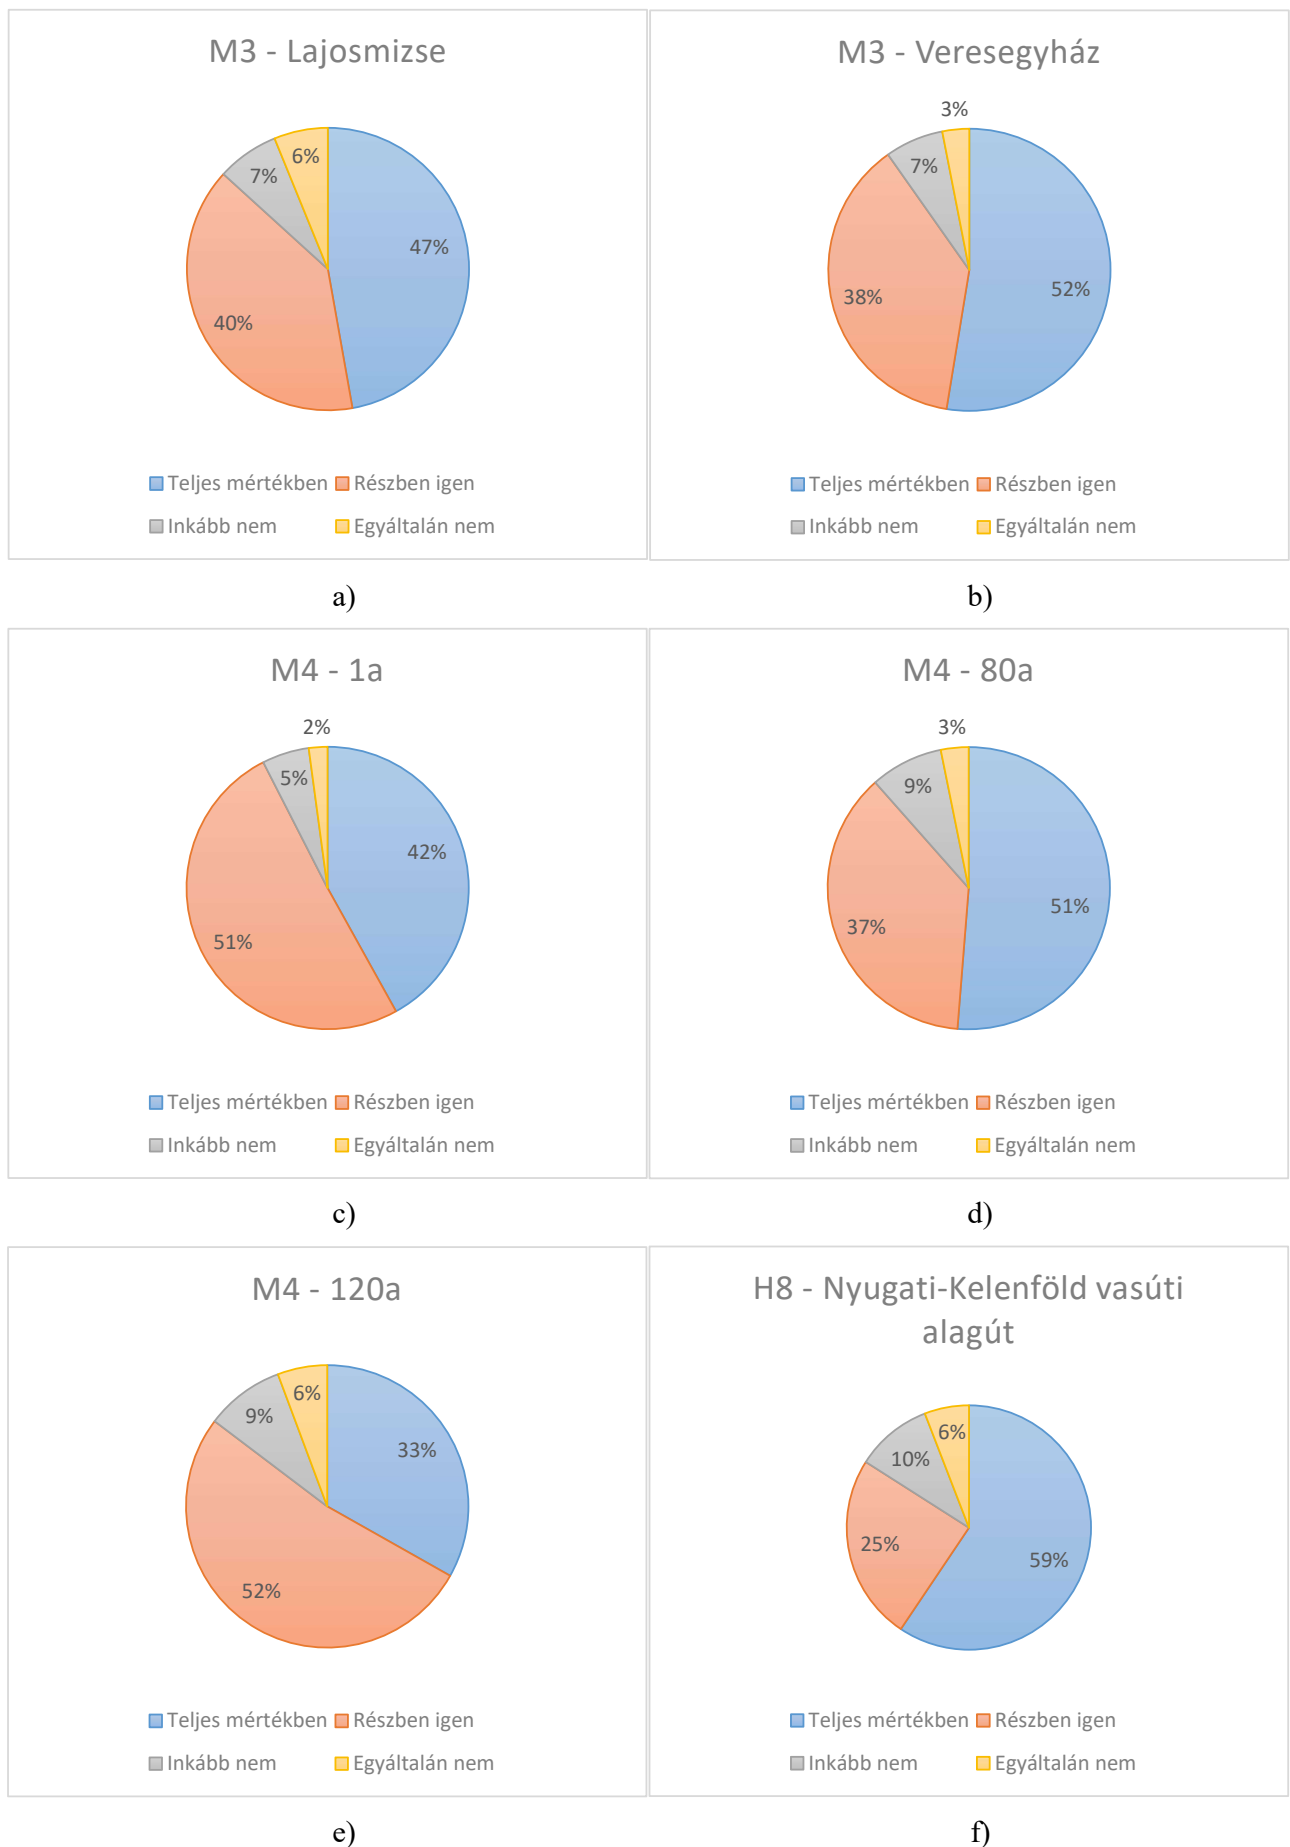 M3 - Lajosmizse
6%
7%
47%
40%
Teljes mértékben Részben igen
Inkább nem Egyáltalán nem
a)
M3 - Veresegyház
3%
7%
52%
38%
Teljes mértékben Részben igen
Inkább nem Egyáltalán nem
b)
M4 - 1a
2%
5%
42%
51%
Teljes mértékben Részben igen
Inkább nem Egyáltalán nem
c)
M4 - 80a
3%
9%
51%
37%
Teljes mértékben Részben igen
Inkább nem Egyáltalán nem
d)
M4 - 120a
6%
9%
33%
52%
Teljes mértékben Részben igen
Inkább nem Egyáltalán nem
e)
H8 - Nyugati-Kelenföld vasúti
alagút
6%
10%
25%
59%
Teljes mértékben Részben igen
Inkább nem Egyáltalán nem
f)